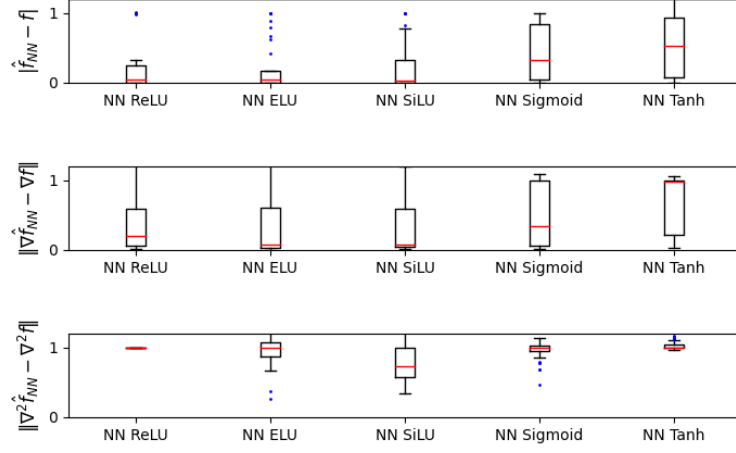 |f̂_NN − f|
1
0
NN ReLU NN ELU NN SiLU NN Sigmoid NN Tanh
‖∇f̂_NN − ∇f‖
1
0
NN ReLU NN ELU NN SiLU NN Sigmoid NN Tanh
‖∇²f̂_NN − ∇²f‖
1
0
NN ReLU NN ELU NN SiLU NN Sigmoid NN Tanh